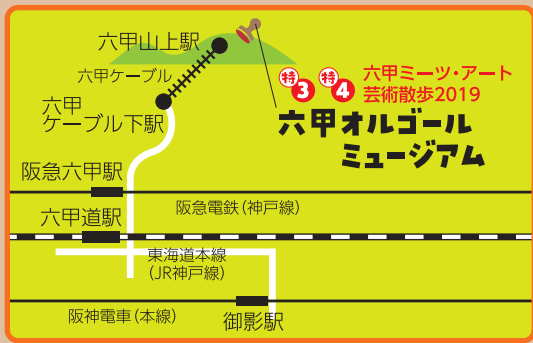 六甲山上駅
六甲ケーブル
六甲
ケーブル下駅
特3 特4
六甲ミーツ・アート
芸術散歩2019
六甲オルゴール
ミュージアム
阪急六甲駅
阪急電鉄(神戸線)
六甲道駅
東海道本線
(JR神戸線)
阪神電車(本線)
御影駅